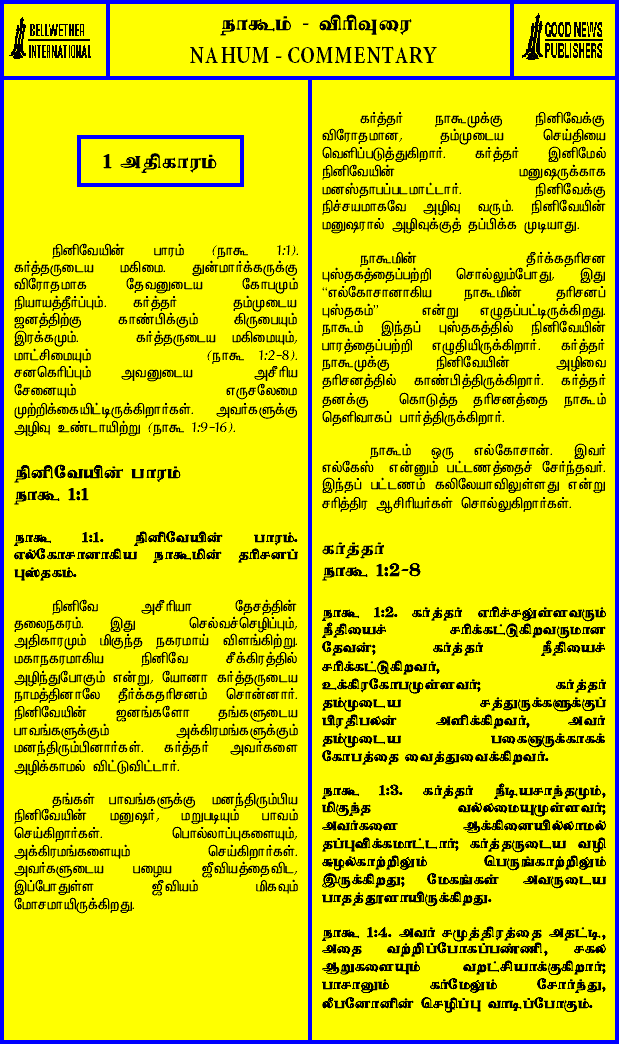 BELLWETHER
INTERNATIONAL
நாகூம் - விரிவுரை
NAHUM - COMMENTARY
GOOD NEWS
PUBLISHERS
1 அதிகாரம்
நினிவேயின் பாரம் (நாகூ 1:1).
கர்த்தருடைய மகிமை. துன்மார்க்கருக்கு
விரோதமாக தேவனுடைய கோபமும்
நியாயத்தீர்ப்பும். கர்த்தர் தம்முடைய
ஜனத்திற்கு காண்பிக்கும் கிருபையும்
இரக்கமும். கர்த்தருடைய மகிமையும்,
மாட்சிமையும் (நாகூ 1:2-8).
சனகெரிப்பும் அவனுடைய அசீரிய
சேனையும் எருசலேமை
முற்றிக்கையிட்டிருக்கிறார்கள். அவர்களுக்கு
அழிவு உண்டாயிற்று (நாகூ 1:9-16).
நினிவேயின் பாரம்
நாகூ 1:1
நாகூ 1:1. நினிவேயின் பாரம்.
எல்கோசானாகிய நாகூமின் தரிசனப்
புஸ்தகம்.
நினிவே அசீரியா தேசத்தின்
தலைநகரம். இது செல்வச்செழிப்பும்,
அதிகாரமும் மிகுந்த நகரமாய் விளங்கிற்று.
மகாநகரமாகிய நினிவே சீக்கிரத்தில்
அழிந்துபோகும் என்று, யோனா கர்த்தருடைய
நாமத்தினாலே தீர்க்கதரிசனம் சொன்னார்.
நினிவேயின் ஜனங்களோ தங்களுடைய
பாவங்களுக்கும் அக்கிரமங்களுக்கும்
மனந்திரும்பினார்கள். கர்த்தர் அவர்களை
அழிக்காமல் விட்டுவிட்டார்.
தங்கள் பாவங்களுக்கு மனந்திரும்பிய
நினிவேயின் மனுஷர், மறுபடியும் பாவம்
செய்கிறார்கள். பொல்லாப்புகளையும்,
அக்கிரமங்களையும் செய்கிறார்கள்.
அவர்களுடைய பழைய ஜீவியத்தைவிட,
இப்போதுள்ள ஜீவியம் மிகவும்
மோசமாயிருக்கிறது.
கர்த்தர் நாகூமுக்கு நினிவேக்கு
விரோதமான, தம்முடைய செய்தியை
வெளிப்படுத்துகிறார். கர்த்தர் இனிமேல்
நினிவேயின் மனுஷருக்காக
மனஸ்தாபப்படமாட்டார். நினிவேக்கு
நிச்சயமாகவே அழிவு வரும். நினிவேயின்
மனுஷரால் அழிவுக்குத் தப்பிக்க முடியாது.
நாகூமின் தீர்க்கதரிசன
புஸ்தகத்தைப்பற்றி சொல்லும்போது, இது
“எல்கோசானாகிய நாகூமின் தரிசனப்
புஸ்தகம்” என்று எழுதப்பட்டிருக்கிறது.
நாகூம் இந்தப் புஸ்தகத்தில் நினிவேயின்
பாரத்தைப்பற்றி எழுதியிருக்கிறார். கர்த்தர்
நாகூமுக்கு நினிவேயின் அழிவை
தரிசனத்தில் காண்பித்திருக்கிறார். கர்த்தர்
தனக்கு கொடுத்த தரிசனத்தை நாகூம்
தெளிவாகப் பார்த்திருக்கிறார்.
நாகூம் ஒரு எல்கோசான். இவர்
எல்கேஸ் என்னும் பட்டணத்தைச் சேர்ந்தவர்.
இந்தப் பட்டணம் கலிலேயாவிலுள்ளது என்று
சரித்திர ஆசிரியர்கள் சொல்லுகிறார்கள்.
கர்த்தர்
நாகூ 1:2-8
நாகூ 1:2. கர்த்தர் எரிச்சலுள்ளவரும்
நீதியைச் சரிக்கட்டுகிறவருமான
தேவன்; கர்த்தர் நீதியைச்
சரிக்கட்டுகிறவர்,
உக்கிரகோபமுள்ளவர்; கர்த்தர்
தம்முடைய சத்துருக்களுக்குப்
பிரதிபலன் அளிக்கிறவர், அவர்
தம்முடைய பகைஞருக்காகக்
கோபத்தை வைத்துவைக்கிறவர்.
நாகூ 1:3. கர்த்தர் நீடியசாந்தமும்,
மிகுந்த வல்லமையுமுள்ளவர்;
அவர்களை ஆக்கினையில்லாமல்
தப்புவிக்கமாட்டார்; கர்த்தருடைய வழி
சுழல்காற்றிலும் பெருங்காற்றிலும்
இருக்கிறது; மேகங்கள் அவருடைய
பாதத்தூளாயிருக்கிறது.
நாகூ 1:4. அவர் சமுத்திரத்தை அதட்டி,
அதை வற்றிப்போகப்பண்ணி, சகல
ஆறுகளையும் வறட்சியாக்குகிறார்;
பாசானும் கர்மேலும் சோர்ந்து,
லீபனோனின் செழிப்பு வாடிப்போகும்.